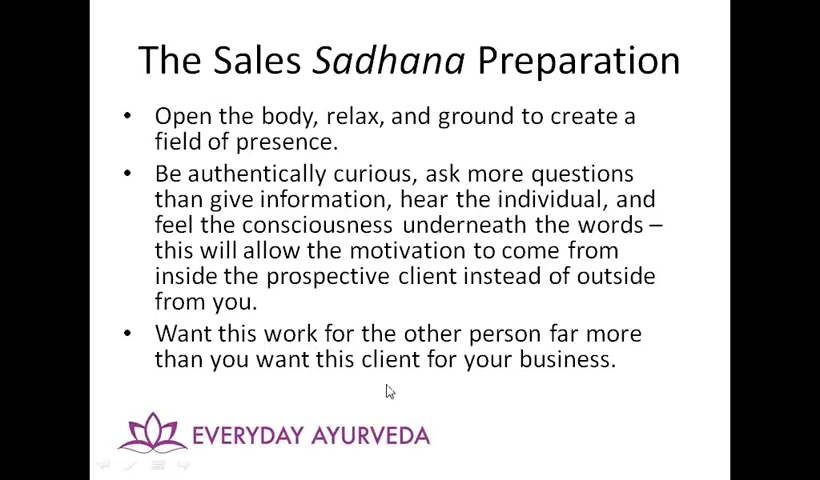 The Sales Sadhana Preparation
• Open the body, relax, and ground to create a
field of presence.
• Be authentically curious, ask more questions
than give information, hear the individual, and
feel the consciousness underneath the words –
this will allow the motivation to come from
inside the prospective client instead of outside
from you.
• Want this work for the other person far more
than you want this client for your business.
EVERYDAY AYURVEDA